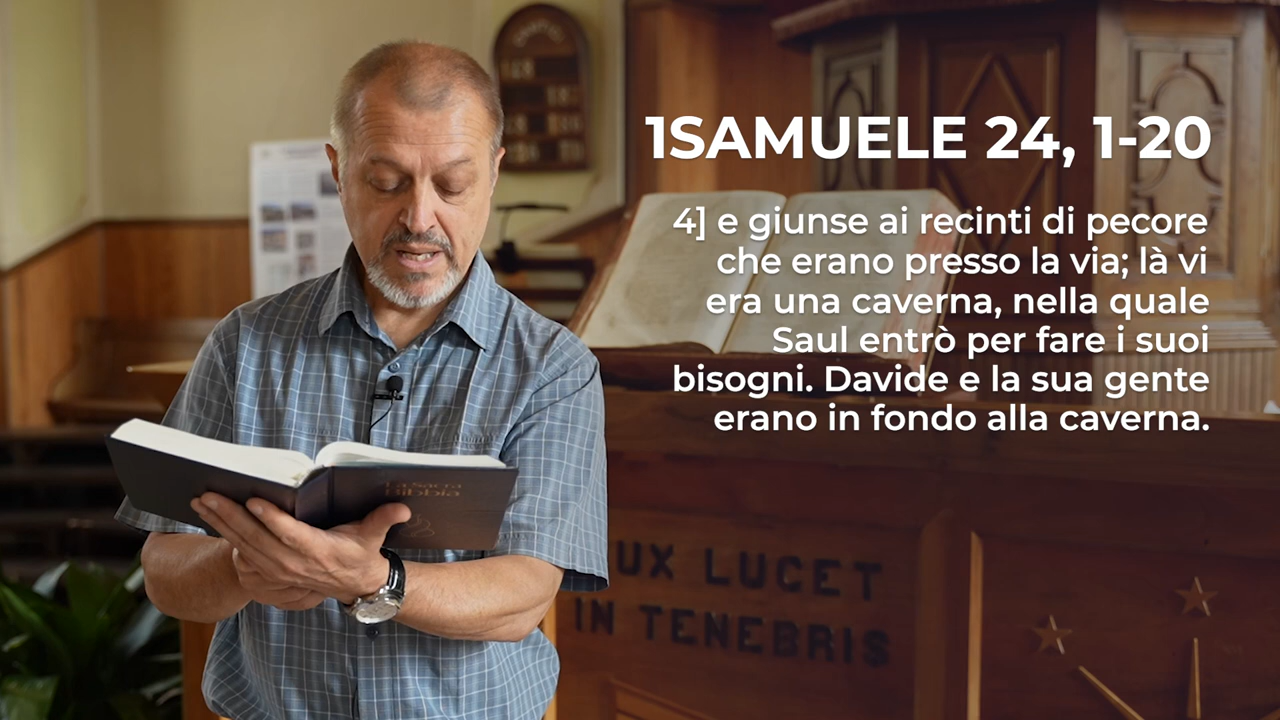 1SAMUELE 24, 1-20
4] e giunse ai recinti di pecore
che erano presso la via; là vi
era una caverna, nella quale
Saul entrò per fare i suoi
bisogni. Davide e la sua gente
erano in fondo alla caverna.
La Sacra
Bibbia
UX LUCET
IN TENEBRIS